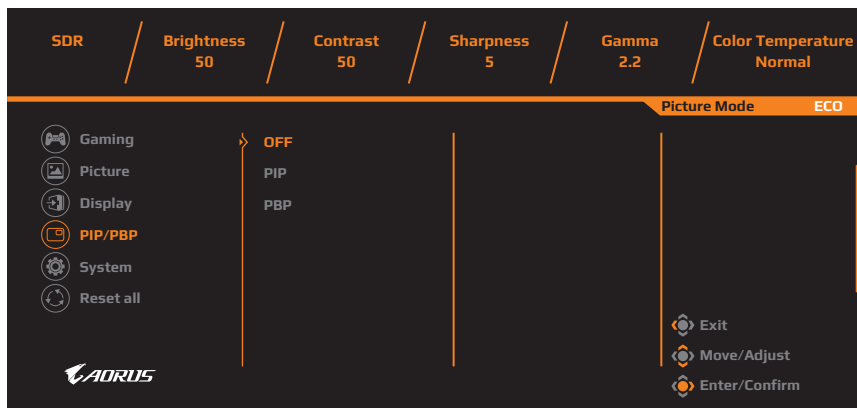 SDR Brightness Contrast Sharpness Gamma Color Temperature
50 50 5 2.2 Normal
Picture Mode ECO
Gaming OFF
Picture PIP
Display PBP
PIP/PBP
System
Reset all
Exit
Move/Adjust
AORUS
Enter/Confirm